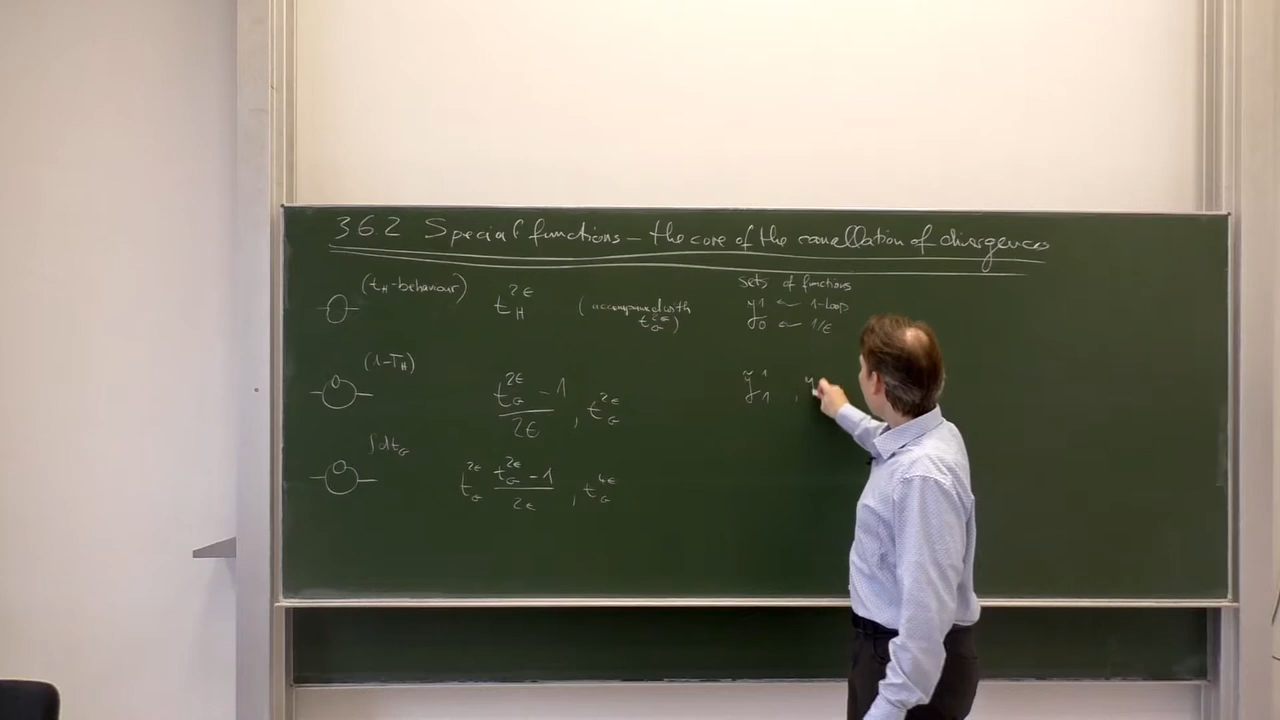 3.6.2 Special functions – the core of the cancellation of divergences
(t_H-behaviour) t_H^{2ε} (accompanied with t_G^{2ε}) sets of functions
y_0^1 ← 1-loop
← 1/ε
(1-T_H) \frac{t_G^{2ε} - 1}{2ε} , t_G^{2ε} ỹ_1^1 , y
∫dt_G t_G^{2ε} \frac{t_G^{2ε} - 1}{2ε} , t_G^{4ε}